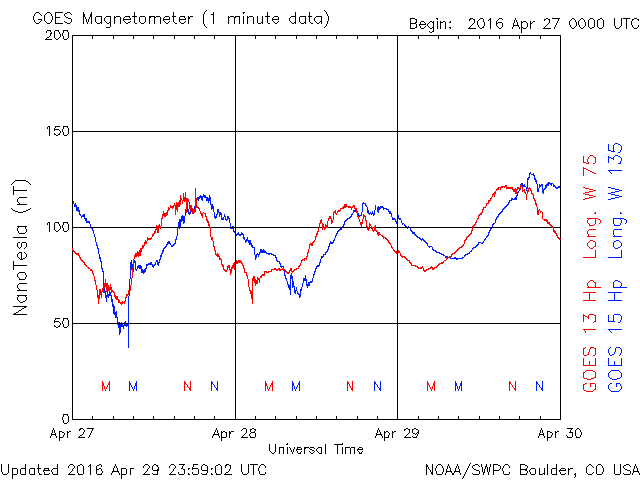 GOES Magnetometer (1 minute data)
Begin: 2016 Apr 27 0000 UTC
200
150
100
50
0
NanoTesla (nT)
M M N N M M N N M M N N
Apr 27 Apr 28 Apr 29 Apr 30
Universal Time
GOES 13 Hp Long. W 75
GOES 15 Hp Long. W 135
Updated 2016 Apr 29 23:59:02 UTC
NOAA/SWPC Boulder, CO USA